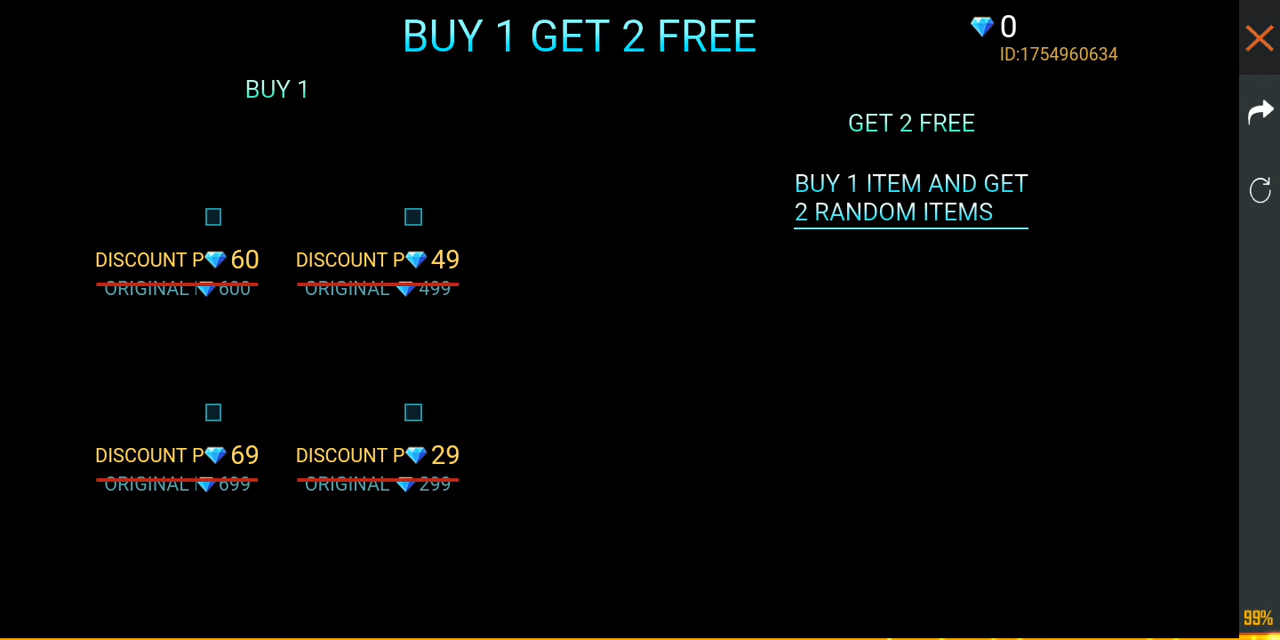 BUY 1 GET 2 FREE
0
ID:1754960634
BUY 1
GET 2 FREE
BUY 1 ITEM AND GET
2 RANDOM ITEMS
DISCOUNT P 60
ORIGINAL 600
DISCOUNT P 49
ORIGINAL 499
DISCOUNT P 69
ORIGINAL 699
DISCOUNT P 29
ORIGINAL 299
99%